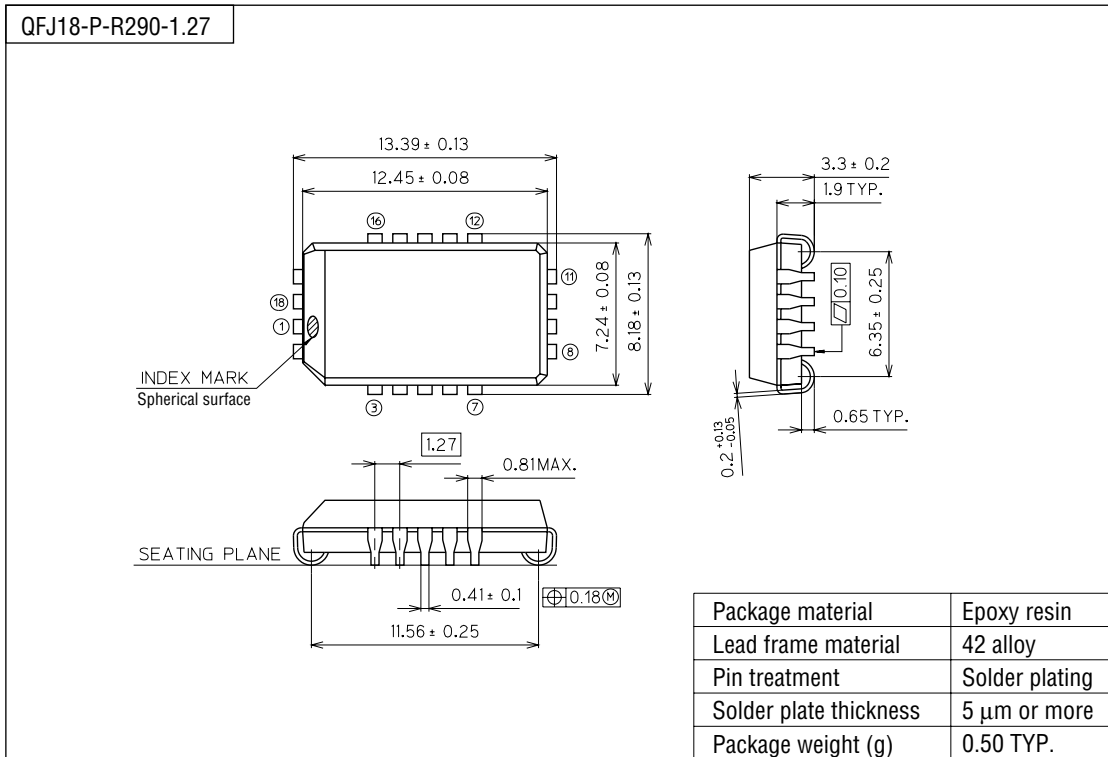 QFJ18-P-R290-1.27
13.39± 0.13
12.45± 0.08
3.3± 0.2
1.9 TYP.
⑯
⑫
⑪
⑱
①
⑧
③
⑦
7.24± 0.08
8.18± 0.13
⏥ 0.10
6.35± 0.25
INDEX MARK
Spherical surface
0.65 TYP.
0.2 +0.13 -0.05
1.27
0.81MAX.
SEATING PLANE
0.41± 0.1
⌖ 0.18Ⓜ
11.56± 0.25
Package material Epoxy resin
Lead frame material 42 alloy
Pin treatment Solder plating
Solder plate thickness 5 μm or more
Package weight (g) 0.50 TYP.